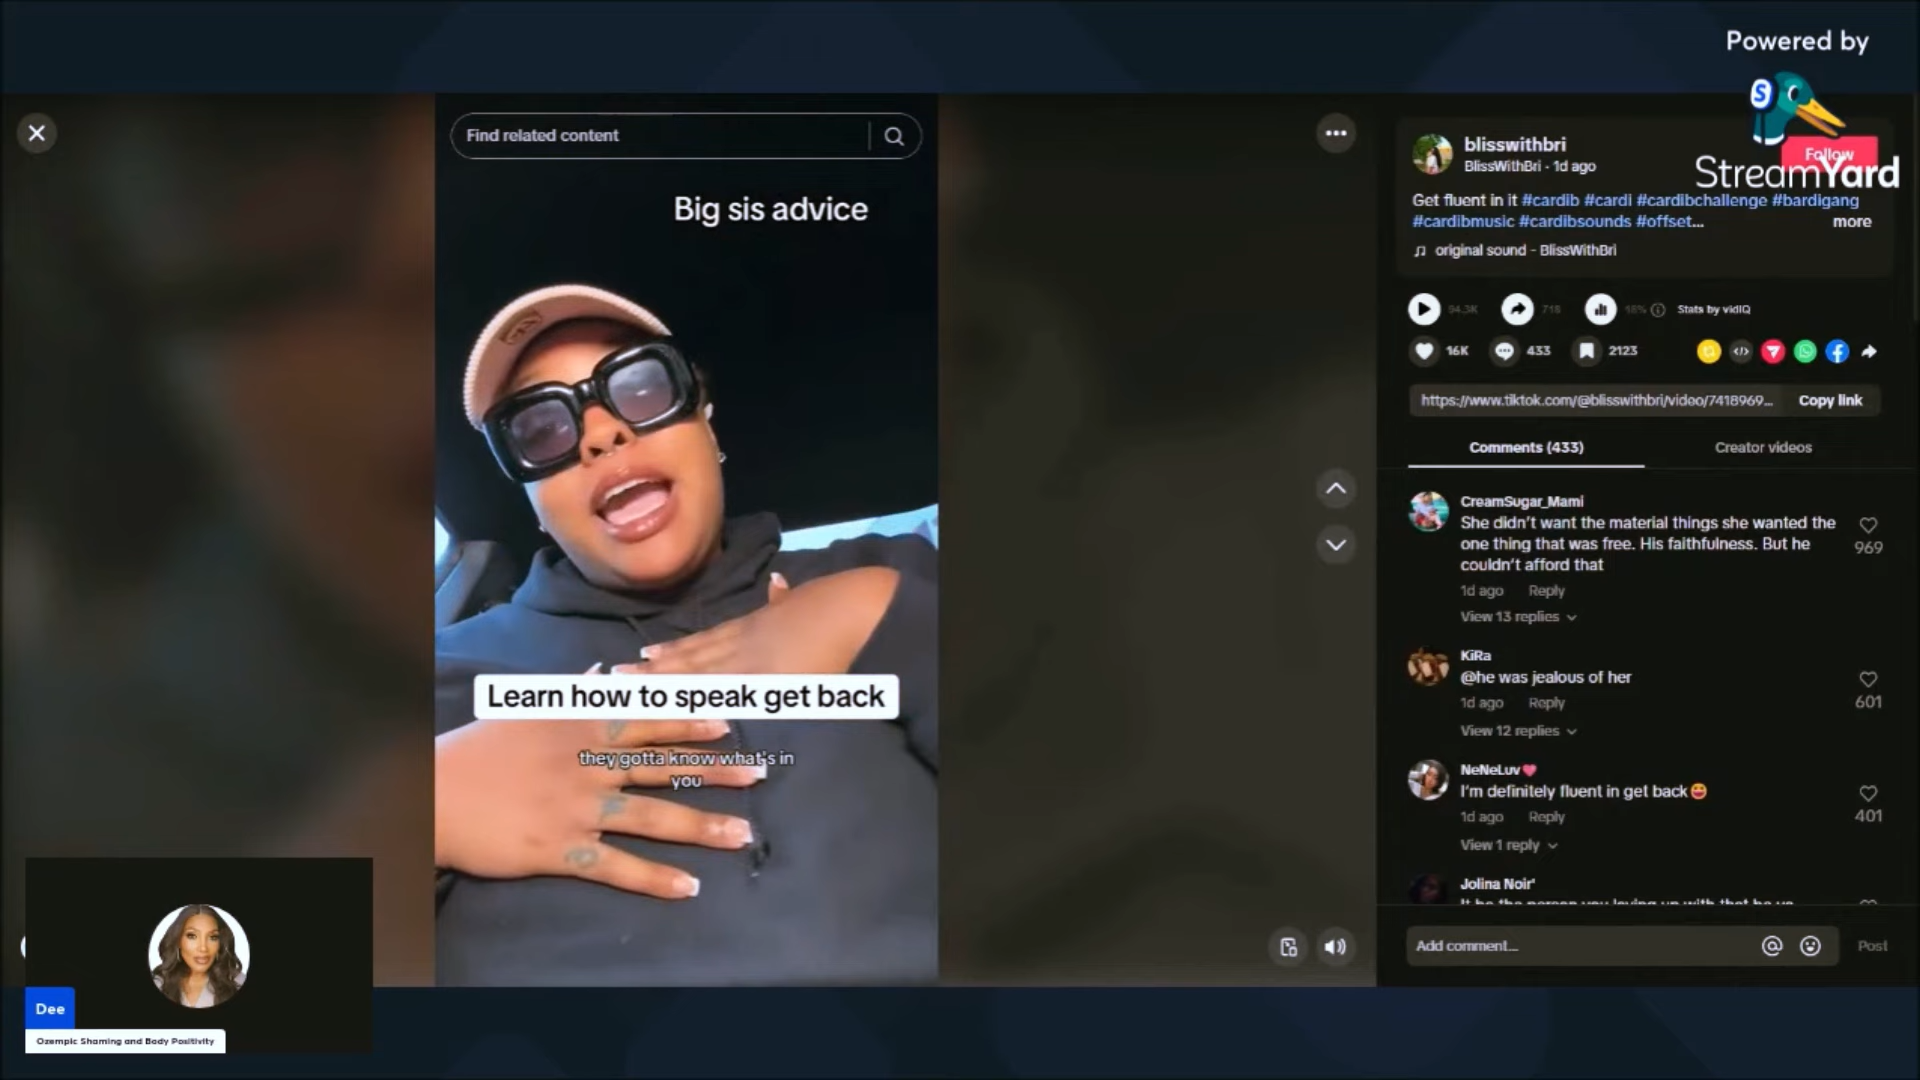 Powered by
StreamYard
Find related content
Big sis advice
Learn how to speak get back
they gotta know what's in
you
Dee
Ozempic Shaming and Body Positivity
blisswithbri
BlissWithBri · 1d ago
Follow
Get fluent in it #cardib #cardi #cardibchallenge #bardigang
#cardibmusic #cardibsounds #offset...
more
original sound - BlissWithBri
94.3K
715
Stats by vidIQ
16K
433
2123
https://www.tiktok.com/@blisswithbri/video/7418969...
Copy link
Comments (433)
Creator videos
CreamSugar_Mami
She didn't want the material things she wanted the
one thing that was free. His faithfulness. But he
couldn't afford that
969
1d ago Reply
View 13 replies
KiRa
@he was jealous of her
601
1d ago Reply
View 12 replies
NeNeLuv
I'm definitely fluent in get back
401
1d ago Reply
View 1 reply
Jolina Noir'
Add comment...
Post